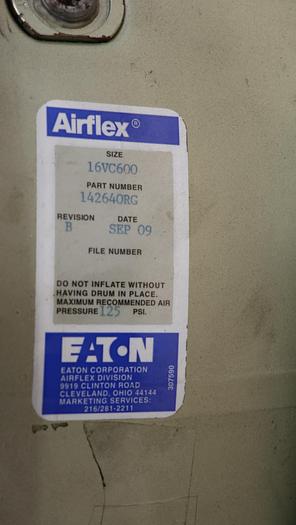 Airflex®
SIZE
16VC600
PART NUMBER
142640RG
REVISION DATE
B SEP 09
FILE NUMBER
DO NOT INFLATE WITHOUT
HAVING DRUM IN PLACE.
MAXIMUM RECOMMENDED AIR
PRESSURE 125 PSI.
EATON
EATON CORPORATION
AIRFLEX DIVISION
9919 CLINTON ROAD
CLEVELAND, OHIO 44144
MARKETING SERVICES:
216/281-2211
307590